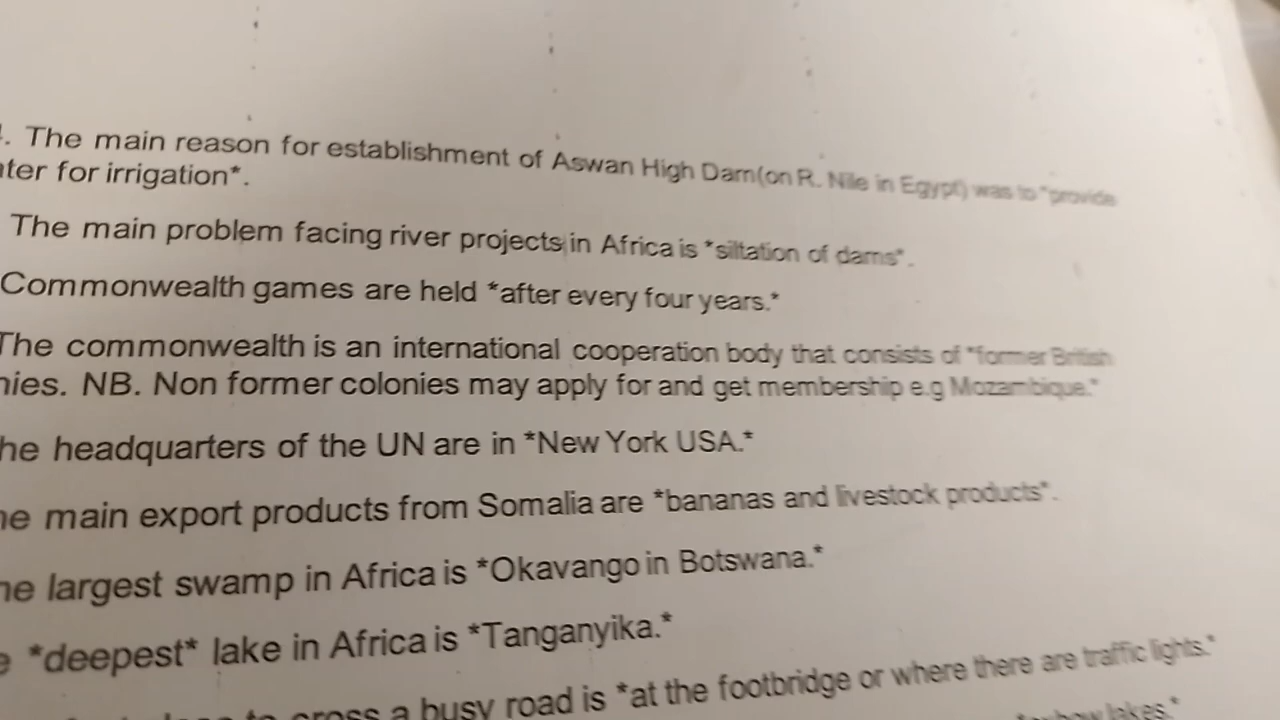 . The main reason for establishment of Aswan High Dam(on R. Nile in Egypt) was to *provide
ter for irrigation*.
The main problem facing river projects in Africa is *siltation of dams*.
Commonwealth games are held *after every four years.*
The commonwealth is an international cooperation body that consists of *former British
nies. NB. Non former colonies may apply for and get membership e.g Mozambique.*
he headquarters of the UN are in *New York USA.*
ne main export products from Somalia are *bananas and livestock products*.
ne largest swamp in Africa is *Okavango in Botswana.*
e *deepest* lake in Africa is *Tanganyika.*
to cross a busy road is *at the footbridge or where there are traffic lights.*
lakes.*